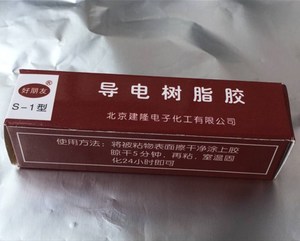 好朋友
®
S-1型
导电树脂胶
北京建隆电子化工有限公司
使用方法：将被粘物表面擦干净涂上胶
晾干5分钟，再粘，室温固
化24小时即可